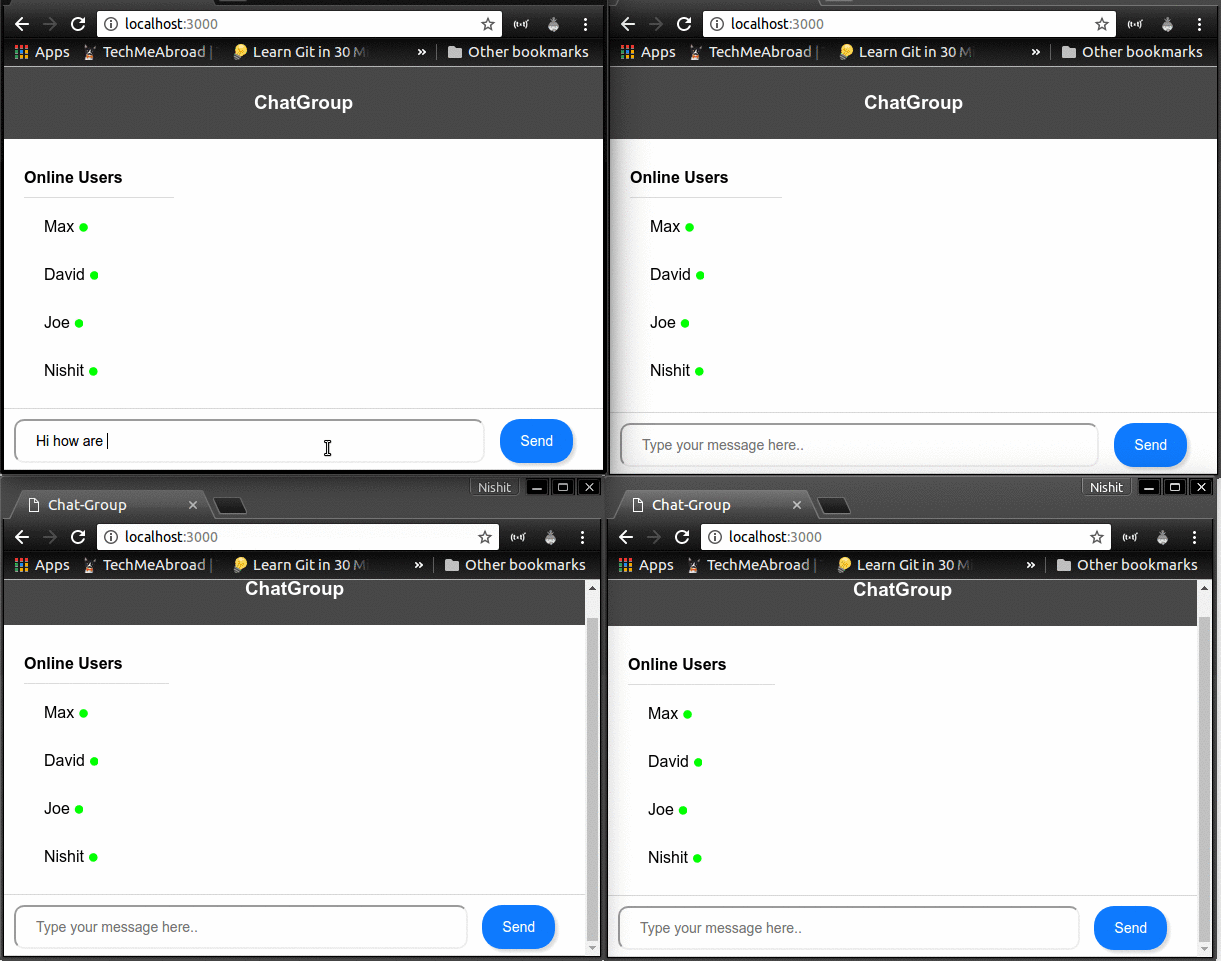 localhost:3000
Apps TechMeAbroad | Learn Git in 30 M » Other bookmarks
ChatGroup
Online Users
Max
David
Joe
Nishit
Hi how are
Send
localhost:3000
Apps TechMeAbroad | Learn Git in 30 M » Other bookmarks
ChatGroup
Online Users
Max
David
Joe
Nishit
Type your message here..
Send
Nishit
Chat-Group
localhost:3000
Apps TechMeAbroad | Learn Git in 30 M » Other bookmarks
ChatGroup
Online Users
Max
David
Joe
Nishit
Type your message here..
Send
Nishit
Chat-Group
localhost:3000
Apps TechMeAbroad | Learn Git in 30 M » Other bookmarks
ChatGroup
Online Users
Max
David
Joe
Nishit
Type your message here..
Send